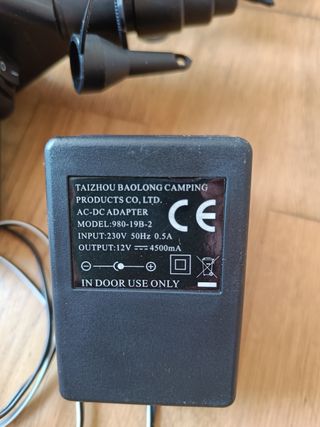 TAIZHOU BAOLONG CAMPING
PRODUCTS CO, LTD.
AC-DC ADAPTER
MODEL:980-19B-2
INPUT:230V 50Hz 0.5A
OUTPUT:12V ⎓ 4500mA
CE
IN DOOR USE ONLY